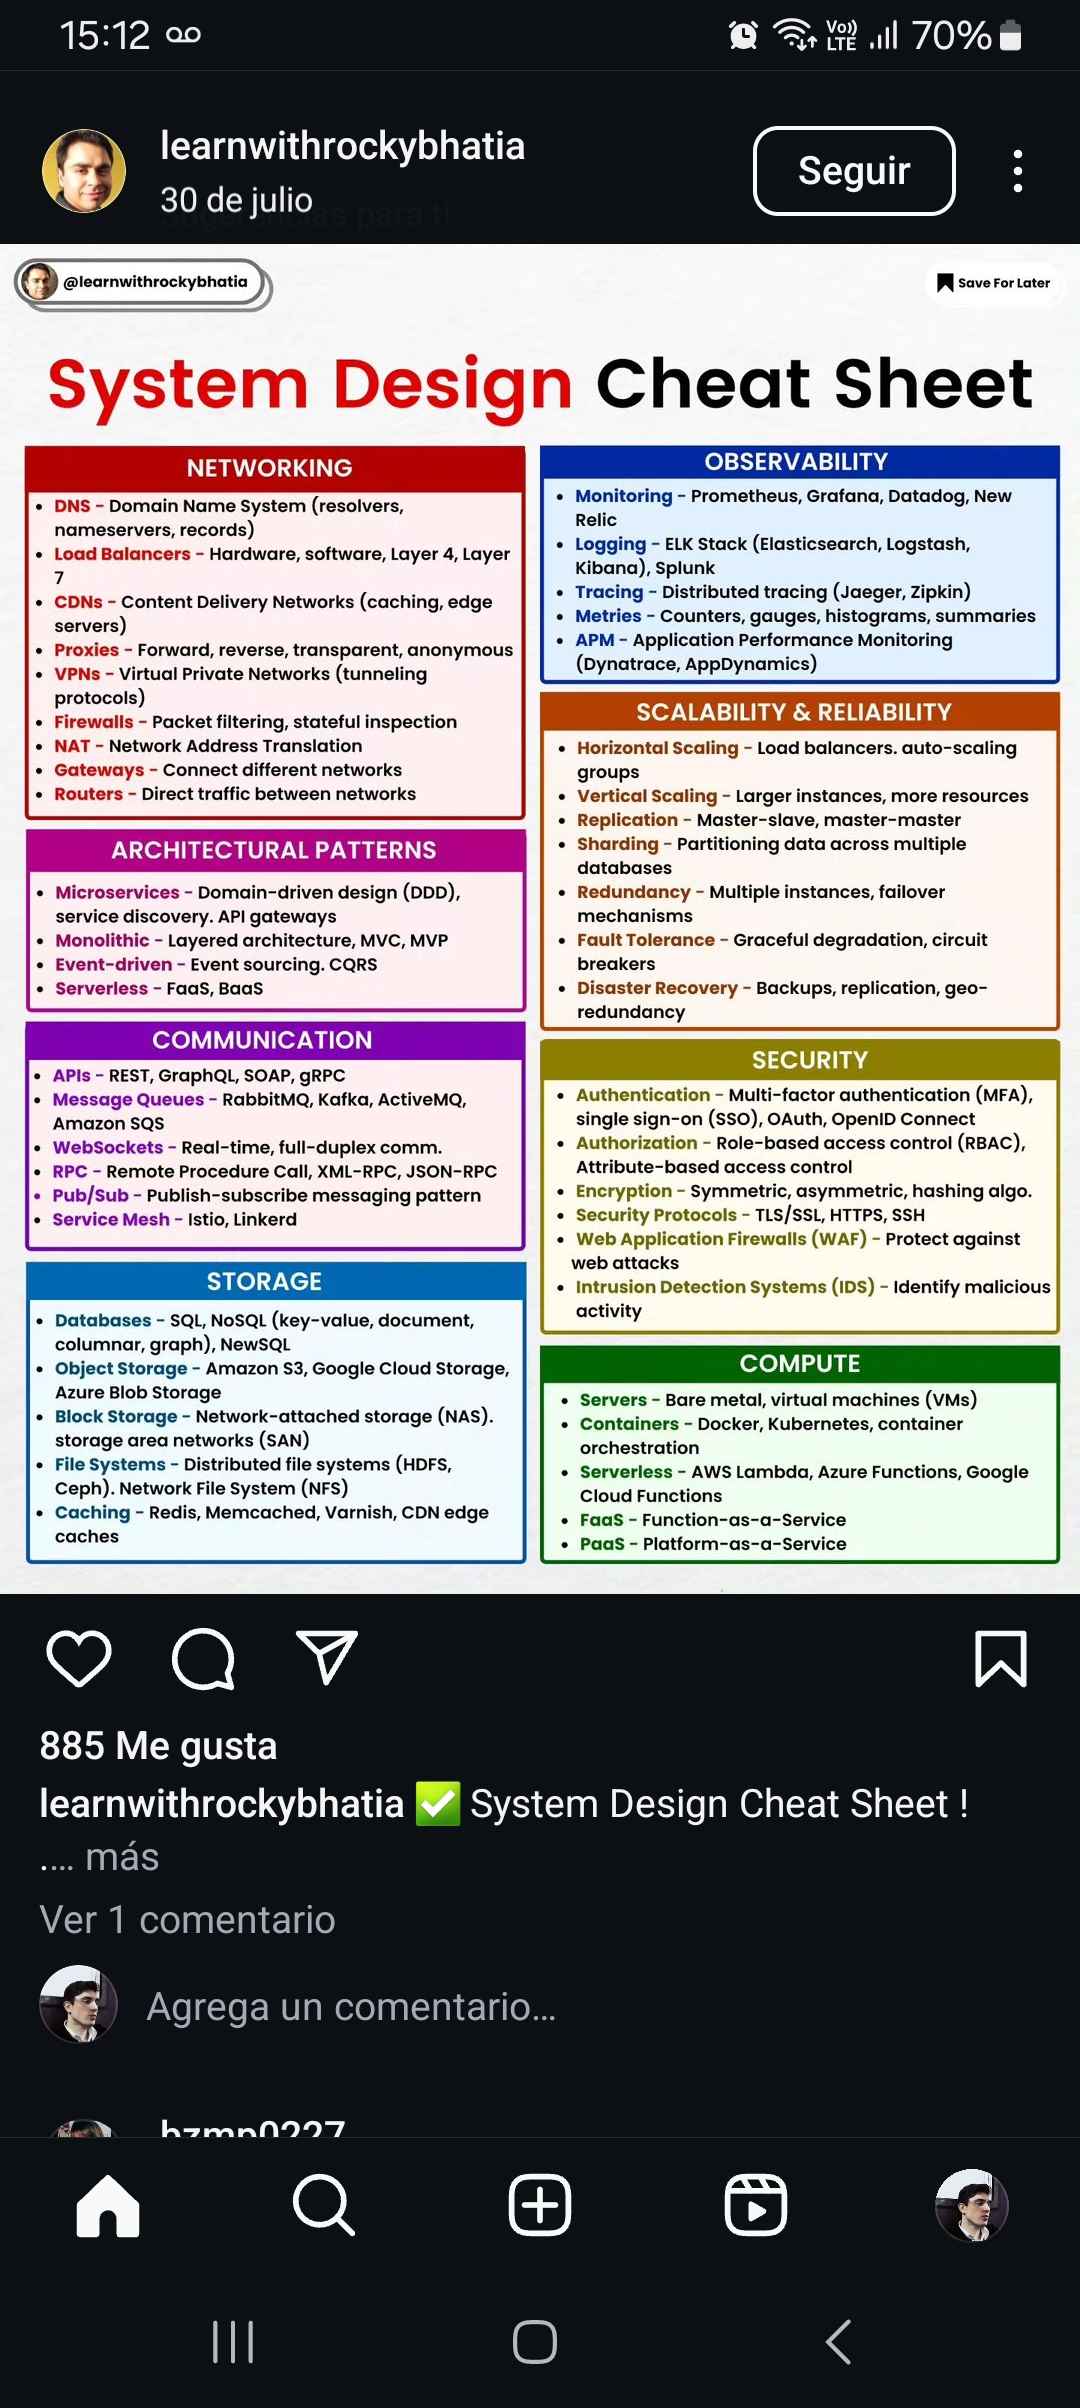 15:12
Vo)) LTE 70%
learnwithrockybhatia
30 de julio
Seguir
@learnwithrockybhatia
Save For Later
System Design Cheat Sheet
NETWORKING
• DNS - Domain Name System (resolvers,
nameservers, records)
• Load Balancers - Hardware, software, Layer 4, Layer
7
• CDNs - Content Delivery Networks (caching, edge
servers)
• Proxies - Forward, reverse, transparent, anonymous
• VPNs - Virtual Private Networks (tunneling
protocols)
• Firewalls - Packet filtering, stateful inspection
• NAT - Network Address Translation
• Gateways - Connect different networks
• Routers - Direct traffic between networks
ARCHITECTURAL PATTERNS
• Microservices - Domain-driven design (DDD),
service discovery. API gateways
• Monolithic - Layered architecture, MVC, MVP
• Event-driven - Event sourcing. CQRS
• Serverless - FaaS, BaaS
COMMUNICATION
• APIs - REST, GraphQL, SOAP, gRPC
• Message Queues - RabbitMQ, Kafka, ActiveMQ,
Amazon SQS
• WebSockets - Real-time, full-duplex comm.
• RPC - Remote Procedure Call, XML-RPC, JSON-RPC
• Pub/Sub - Publish-subscribe messaging pattern
• Service Mesh - Istio, Linkerd
STORAGE
• Databases - SQL, NoSQL (key-value, document,
columnar, graph), NewSQL
• Object Storage - Amazon S3, Google Cloud Storage,
Azure Blob Storage
• Block Storage - Network-attached storage (NAS).
storage area networks (SAN)
• File Systems - Distributed file systems (HDFS,
Ceph). Network File System (NFS)
• Caching - Redis, Memcached, Varnish, CDN edge
caches
OBSERVABILITY
• Monitoring - Prometheus, Grafana, Datadog, New
Relic
• Logging - ELK Stack (Elasticsearch, Logstash,
Kibana), Splunk
• Tracing - Distributed tracing (Jaeger, Zipkin)
• Metries - Counters, gauges, histograms, summaries
• APM - Application Performance Monitoring
(Dynatrace, AppDynamics)
SCALABILITY & RELIABILITY
• Horizontal Scaling - Load balancers. auto-scaling
groups
• Vertical Scaling - Larger instances, more resources
• Replication - Master-slave, master-master
• Sharding - Partitioning data across multiple
databases
• Redundancy - Multiple instances, failover
mechanisms
• Fault Tolerance - Graceful degradation, circuit
breakers
• Disaster Recovery - Backups, replication, geo-
redundancy
SECURITY
• Authentication - Multi-factor authentication (MFA),
single sign-on (SSO), OAuth, OpenID Connect
• Authorization - Role-based access control (RBAC),
Attribute-based access control
• Encryption - Symmetric, asymmetric, hashing algo.
• Security Protocols - TLS/SSL, HTTPS, SSH
• Web Application Firewalls (WAF) - Protect against
web attacks
• Intrusion Detection Systems (IDS) - Identify malicious
activity
COMPUTE
• Servers - Bare metal, virtual machines (VMs)
• Containers - Docker, Kubernetes, container
orchestration
• Serverless - AWS Lambda, Azure Functions, Google
Cloud Functions
• FaaS - Function-as-a-Service
• PaaS - Platform-as-a-Service
885 Me gusta
learnwithrockybhatia ✅ System Design Cheat Sheet !
.... más
Ver 1 comentario
Agrega un comentario...
bzmp0227